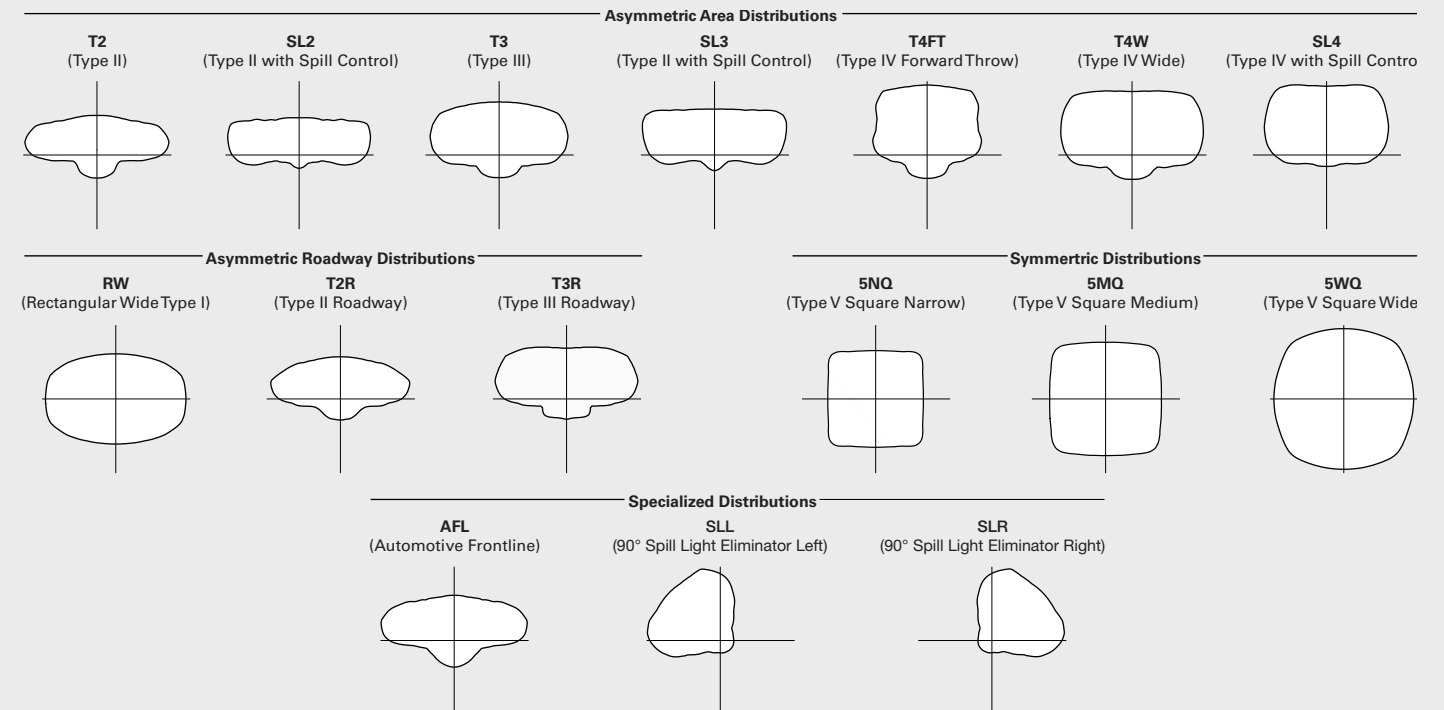 Asymmetric Area Distributions
T2
(Type II)
SL2
(Type II with Spill Control)
T3
(Type III)
SL3
(Type II with Spill Control)
T4FT
(Type IV Forward Throw)
T4W
(Type IV Wide)
SL4
(Type IV with Spill Contro
Asymmetric Roadway Distributions
RW
(Rectangular Wide Type I)
T2R
(Type II Roadway)
T3R
(Type III Roadway)
Symmertric Distributions
5NQ
(Type V Square Narrow)
5MQ
(Type V Square Medium)
5WQ
(Type V Square Wide
Specialized Distributions
AFL
(Automotive Frontline)
SLL
(90° Spill Light Eliminator Left)
SLR
(90° Spill Light Eliminator Right)